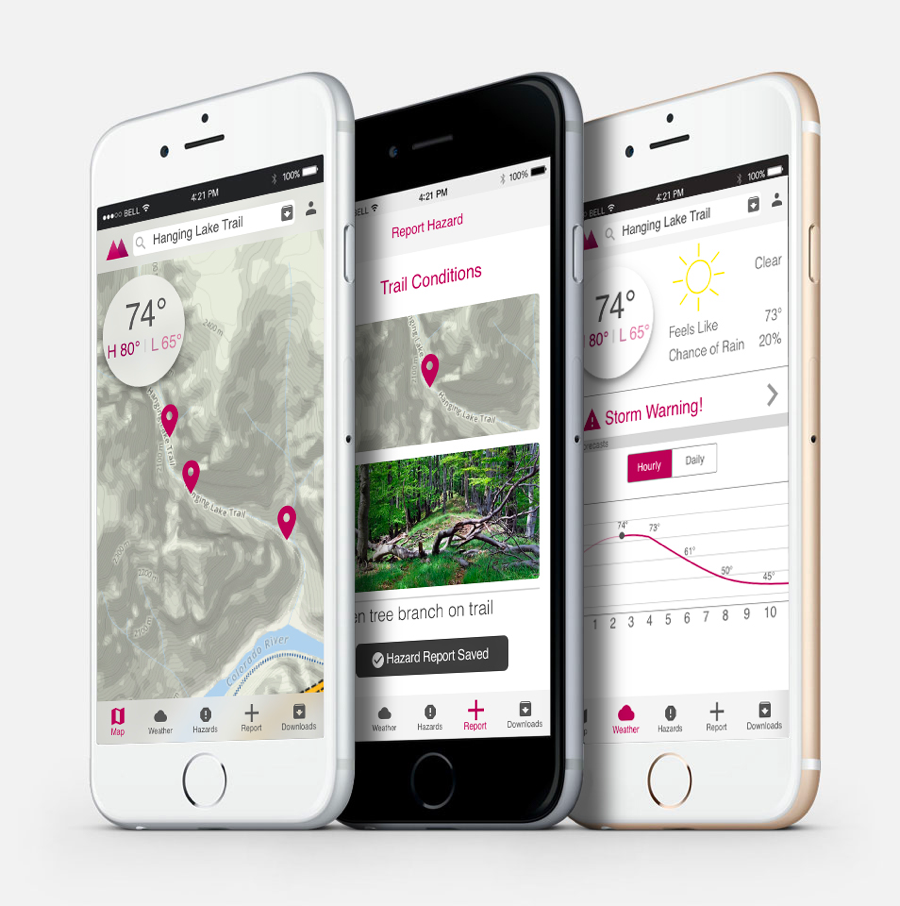 BELL
4:21 PM
100%
Hanging Lake Trail
74°
H 80° | L 65°
2400 m
Hanging Lake Trail
Colorado River
Map
Weather
Hazards
Report
Downloads
BELL
4:21 PM
100%
Report Hazard
Trail Conditions
Hanging Lake Trail
en tree branch on trail
Hazard Report Saved
Weather
Hazards
Report
Downloads
BELL
4:21 PM
100%
Hanging Lake Trail
74°
80° | L 65°
Clear
Feels Like 73°
Chance of Rain 20%
Storm Warning!
Hourly
Daily
74°
73°
61°
50°
45°
1 2 3 4 5 6 7 8 9 10
Weather
Hazards
Report
Downloads